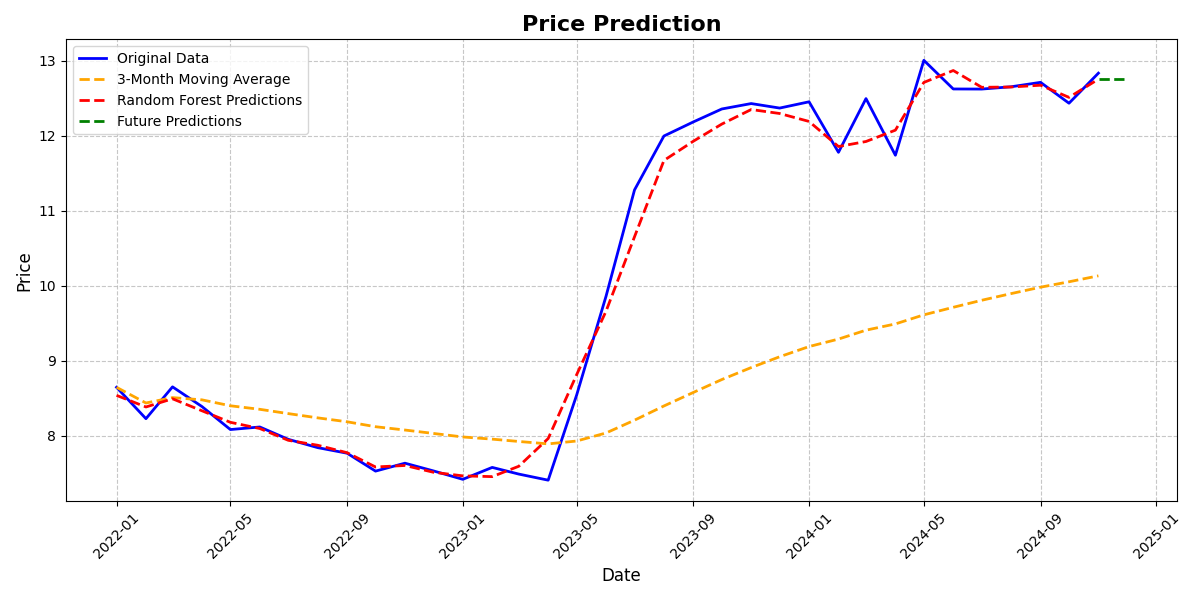 Price Prediction
Original Data
3-Month Moving Average
Random Forest Predictions
Future Predictions
Price
13
12
11
10
9
8
2022-01
2022-05
2022-09
2023-01
2023-05
2023-09
2024-01
2024-05
2024-09
2025-01
Date